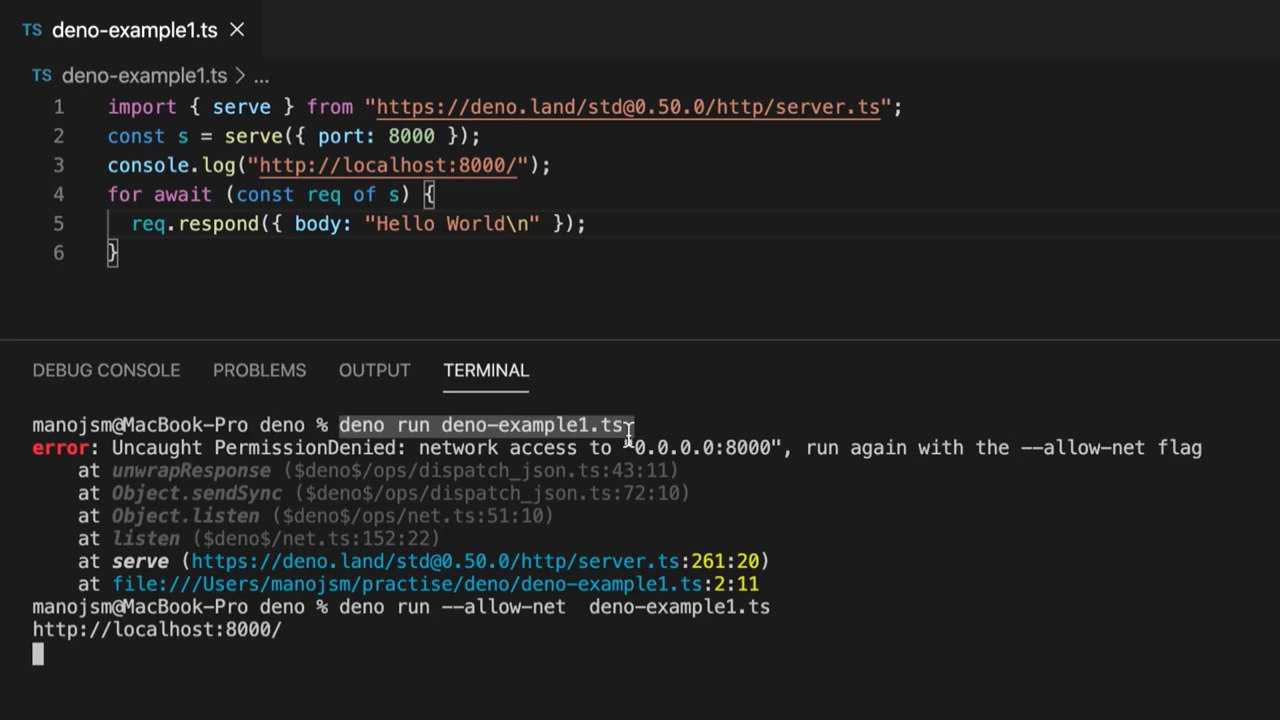 TS deno-example1.ts
TS deno-example1.ts > ...
1 import { serve } from "https://deno.land/std@0.50.0/http/server.ts";
2 const s = serve({ port: 8000 });
3 console.log("http://localhost:8000/");
4 for await (const req of s) {
5 req.respond({ body: "Hello World\n" });
6 }
DEBUG CONSOLE PROBLEMS OUTPUT TERMINAL
manojsm@MacBook-Pro deno % deno run deno-example1.ts
error: Uncaught PermissionDenied: network access to "0.0.0.0:8000", run again with the --allow-net flag
at unwrapResponse ($deno$/ops/dispatch_json.ts:43:11)
at Object.sendSync ($deno$/ops/dispatch_json.ts:72:10)
at Object.listen ($deno$/ops/net.ts:51:10)
at listen ($deno$/net.ts:152:22)
at serve (https://deno.land/std@0.50.0/http/server.ts:261:20)
at file:///Users/manojsm/practise/deno/deno-example1.ts:2:11
manojsm@MacBook-Pro deno % deno run --allow-net  deno-example1.ts
http://localhost:8000/